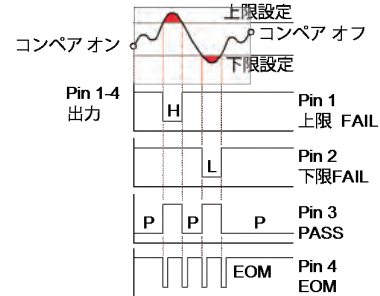 上限設定
コンペア オン
コンペア オフ
下限設定
Pin 1-4
出力
H
Pin 1
上限 FAIL
L
Pin 2
下限FAIL
P
P
P
Pin 3
PASS
EOM
Pin 4
EOM